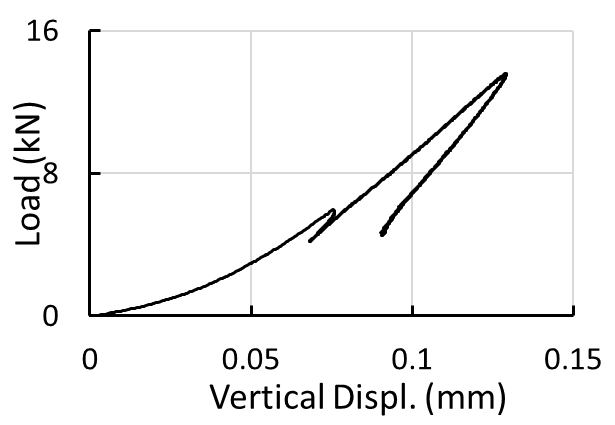 16
8
0
Load (kN)
0 0.05 0.1 0.15
Vertical Displ. (mm)